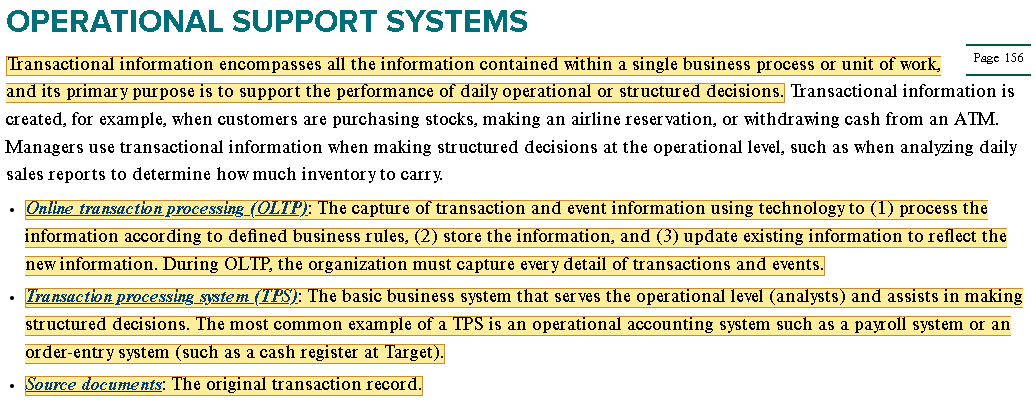 OPERATIONAL SUPPORT SYSTEMS
Page 156
Transactional information encompasses all the information contained within a single business process or unit of work,
and its primary purpose is to support the performance of daily operational or structured decisions. Transactional information is
created, for example, when customers are purchasing stocks, making an airline reservation, or withdrawing cash from an ATM.
Managers use transactional information when making structured decisions at the operational level, such as when analyzing daily
sales reports to determine how much inventory to carry.
• Online transaction processing (OLTP): The capture of transaction and event information using technology to (1) process the
information according to defined business rules, (2) store the information, and (3) update existing information to reflect the
new information. During OLTP, the organization must capture every detail of transactions and events.
• Transaction processing system (TPS): The basic business system that serves the operational level (analysts) and assists in making
structured decisions. The most common example of a TPS is an operational accounting system such as a payroll system or an
order-entry system (such as a cash register at Target).
• Source documents: The original transaction record.